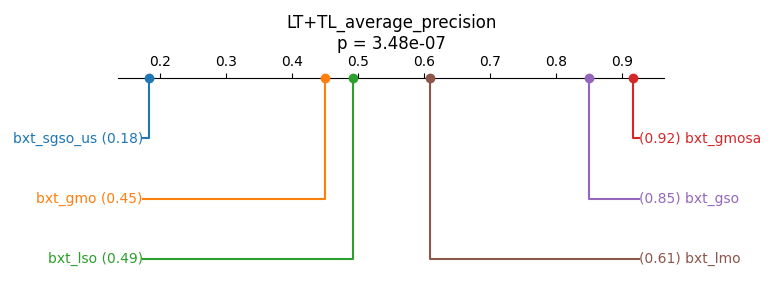 LT+TL_average_precision
p = 3.48e-07
0.2 0.3 0.4 0.5 0.6 0.7 0.8 0.9
bxt_sgso_us (0.18) (0.92) bxt_gmosa
bxt_gmo (0.45) (0.85) bxt_gso
bxt_lso (0.49) (0.61) bxt_lmo